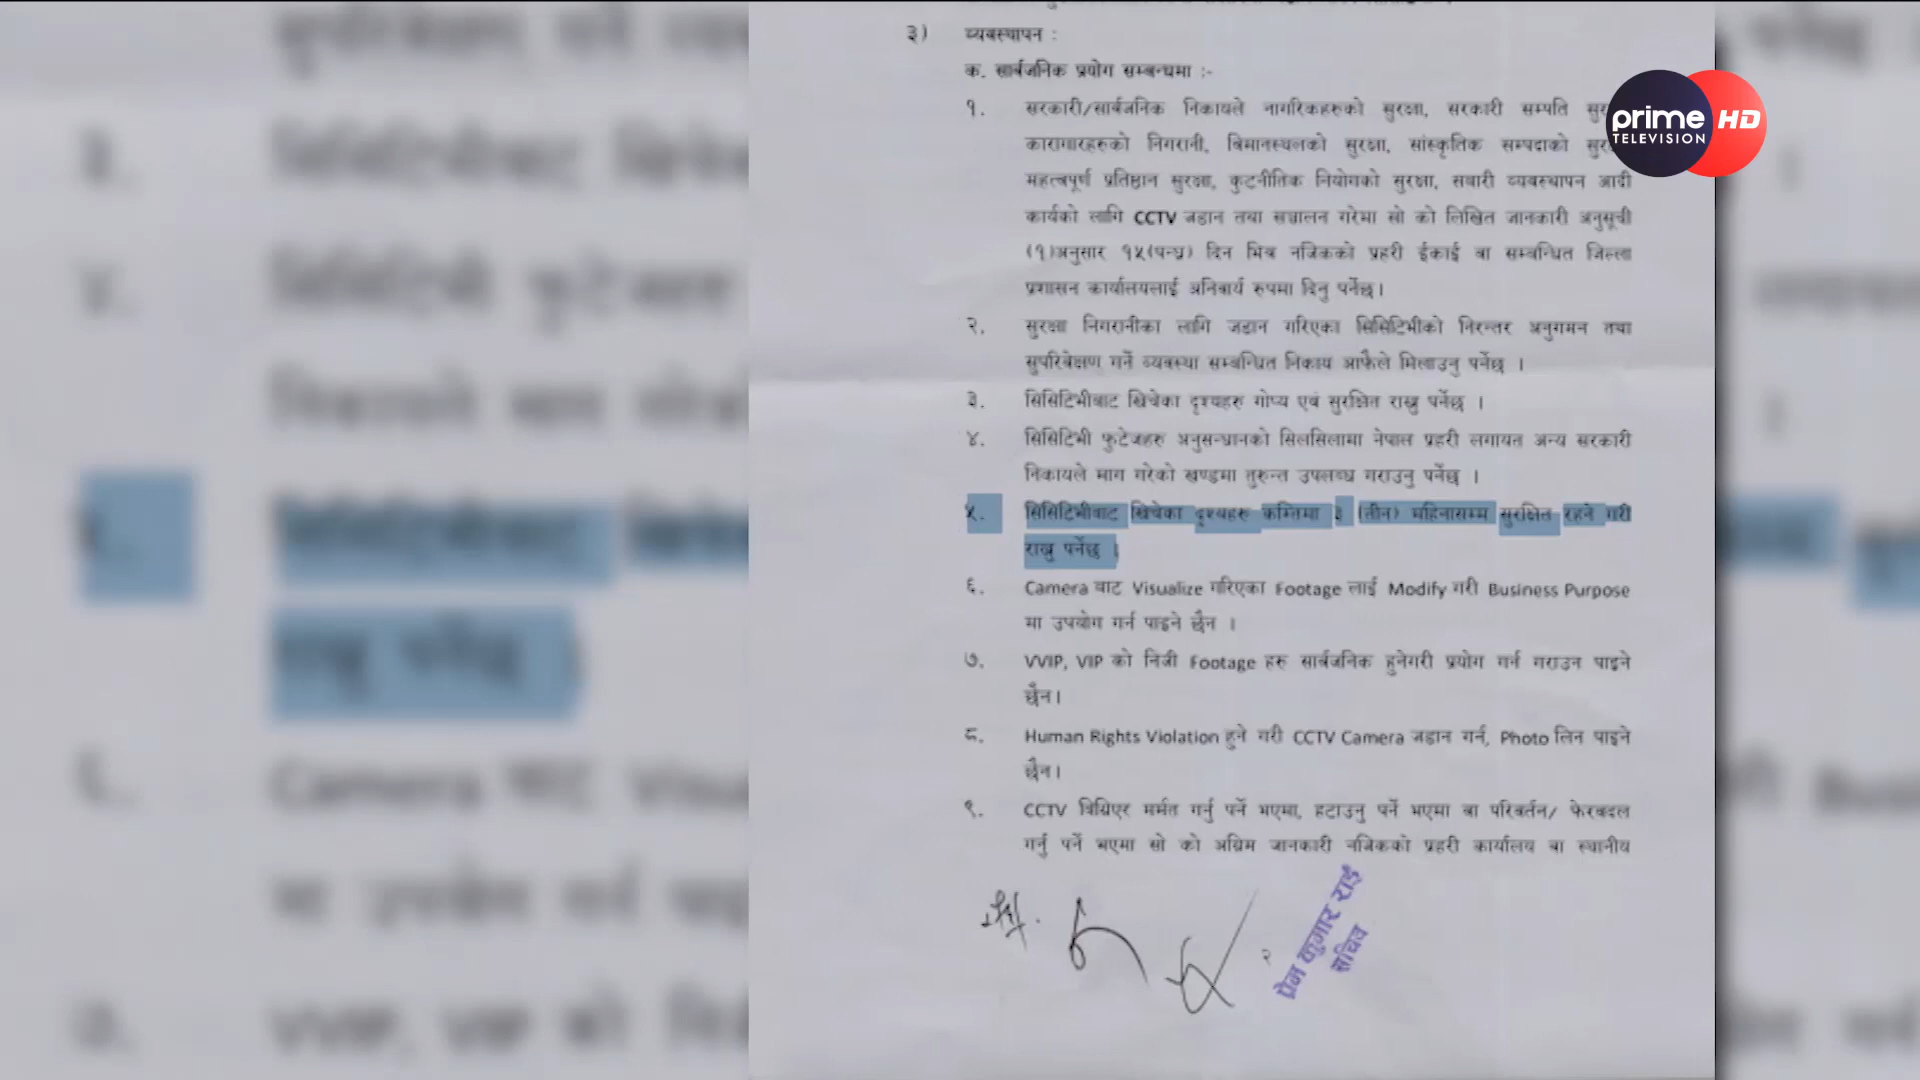 ३) व्यवस्थापन :
क. सार्वजनिक प्रयोग सम्बन्धमा :-
१. सरकारी/सार्वजनिक निकायले नागरिकहरुको सुरक्षा, सरकारी सम्पति
कारागारहरुको निगरानी, विमानस्थलको सुरक्षा, सांस्कृतिक सम्पदाको
महत्वपूर्ण प्रतिष्ठान सुरक्षा, कुटनीतिक नियोगको सुरक्षा, सवारी व्यवस्थापन आदी
कार्यको लागि CCTV जडान तथा सञ्चालन गरेमा सो को लिखित जानकारी अनुसूची
(१)अनुसार १५(पन्ध्र) दिन भित्र नजिकको प्रहरी ईकाई वा सम्बन्धित जिल्ला
प्रशासन कार्यालयलाई अनिवार्य रुपमा दिनु पर्नेछ।
२. सुरक्षा निगरानीका लागि जडान गरिएका सिसिटिभीको निरन्तर अनुगमन तथा
सुपरिवेक्षण गर्ने व्यवस्था सम्बन्धित निकाय आफैले मिलाउनु पर्नेछ ।
३. सिसिटिभीबाट खिचेका दृश्यहरु गोप्य एवं सुरक्षित राख्नु पर्नेछ ।
४. सिसिटिभी फुटेजहरु अनुसन्धानको सिलसिलामा नेपाल प्रहरी लगायत अन्य सरकारी
निकायले माग गरेको खण्डमा तुरुन्त उपलब्ध गराउनु पर्नेछ ।
५. सिसिटिभीबाट खिचेका दृश्यहरु कम्तिमा ३ (तीन) महिनासम्म सुरक्षित रहने गरी
राख्नु पर्नेछ ।
६. Camera बाट Visualize गरिएका Footage लाई Modify गरी Business Purpose
मा उपयोग गर्न पाइने छैन ।
७. VVIP, VIP को निजी Footage हरु सार्वजनिक हुनेगरी प्रयोग गर्न गराउन पाइने
छैन।
८. Human Rights Violation हुने गरी CCTV Camera जडान गर्न, Photo लिन पाइने
छैन।
९. CCTV बिग्रिएर मर्मत गर्नु पर्ने भएमा, हटाउनु पर्ने भएमा वा परिवर्तन/ फेरबदल
गर्नु पर्ने भएमा सो को अग्रिम जानकारी नजिकको प्रहरी कार्यालय वा स्थानीय
२
प्रेम कुमार राई
सचिव
prime HD
TELEVISION